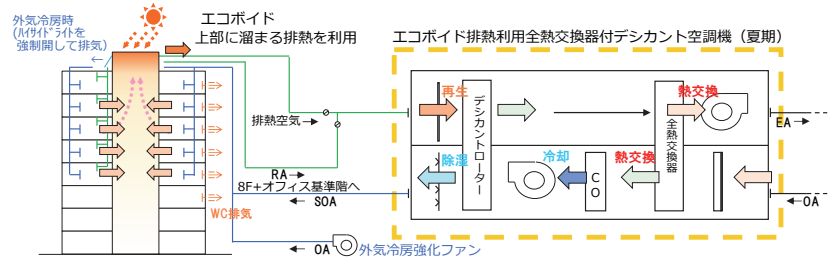 外気冷房時
(ﾊｲｻｲﾄﾞﾗｲﾄを
強制開して排気)
エコボイド
上部に溜まる排熱を利用
エコボイド排熱利用全熱交換器付デシカント空調機（夏期）
再生
熱交換
デシカントローター
全熱交換器
排熱空気→
EA→
除湿
冷却
熱交換
CO
RA→
8F+オフィス基準階へ
←SOA
←OA
WC排気
←OA
外気冷房強化ファン